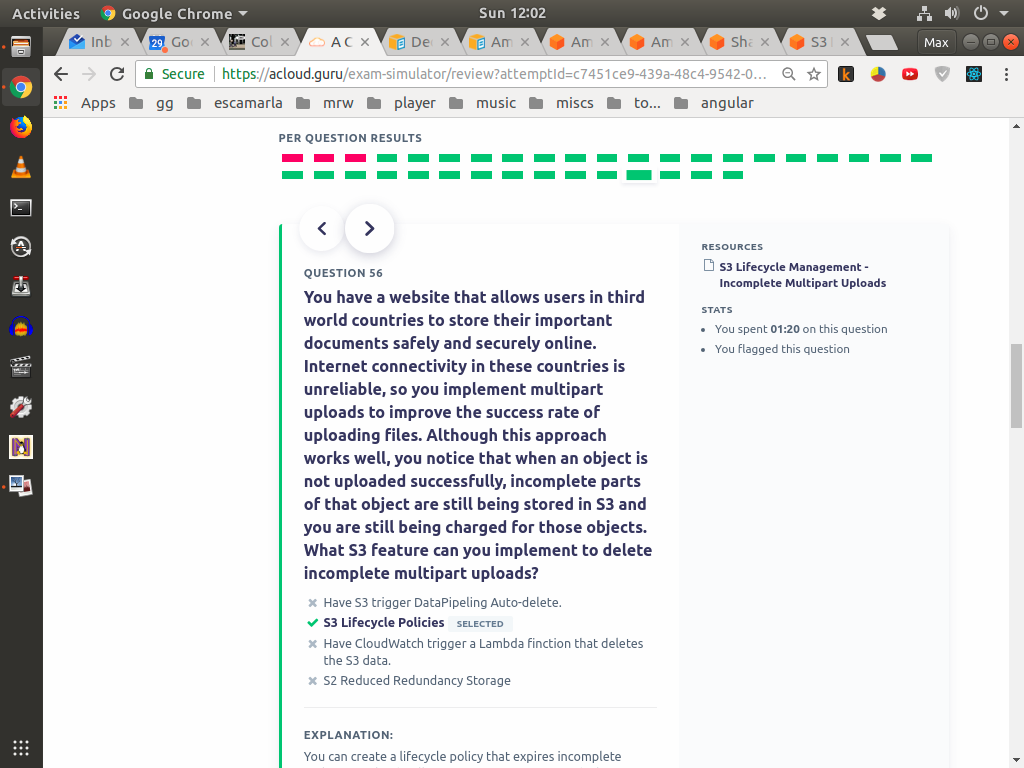 Activities Google Chrome Sun 12:02
Inb Goo Col A C De Am Am Am Sha S3 Max
Secure https://acloud.guru/exam-simulator/review?attemptId=c7451ce9-439a-48c4-9542-0...
Apps gg escamarla mrw player music miscs to... angular
PER QUESTION RESULTS
QUESTION 56
You have a website that allows users in third
world countries to store their important
documents safely and securely online.
Internet connectivity in these countries is
unreliable, so you implement multipart
uploads to improve the success rate of
uploading files. Although this approach
works well, you notice that when an object is
not uploaded successfully, incomplete parts
of that object are still being stored in S3 and
you are still being charged for those objects.
What S3 feature can you implement to delete
incomplete multipart uploads?
Have S3 trigger DataPipeling Auto-delete.
S3 Lifecycle Policies SELECTED
Have CloudWatch trigger a Lambda finction that deletes
the S3 data.
S2 Reduced Redundancy Storage
EXPLANATION:
You can create a lifecycle policy that expires incomplete
RESOURCES
S3 Lifecycle Management -
Incomplete Multipart Uploads
STATS
You spent 01:20 on this question
You flagged this question